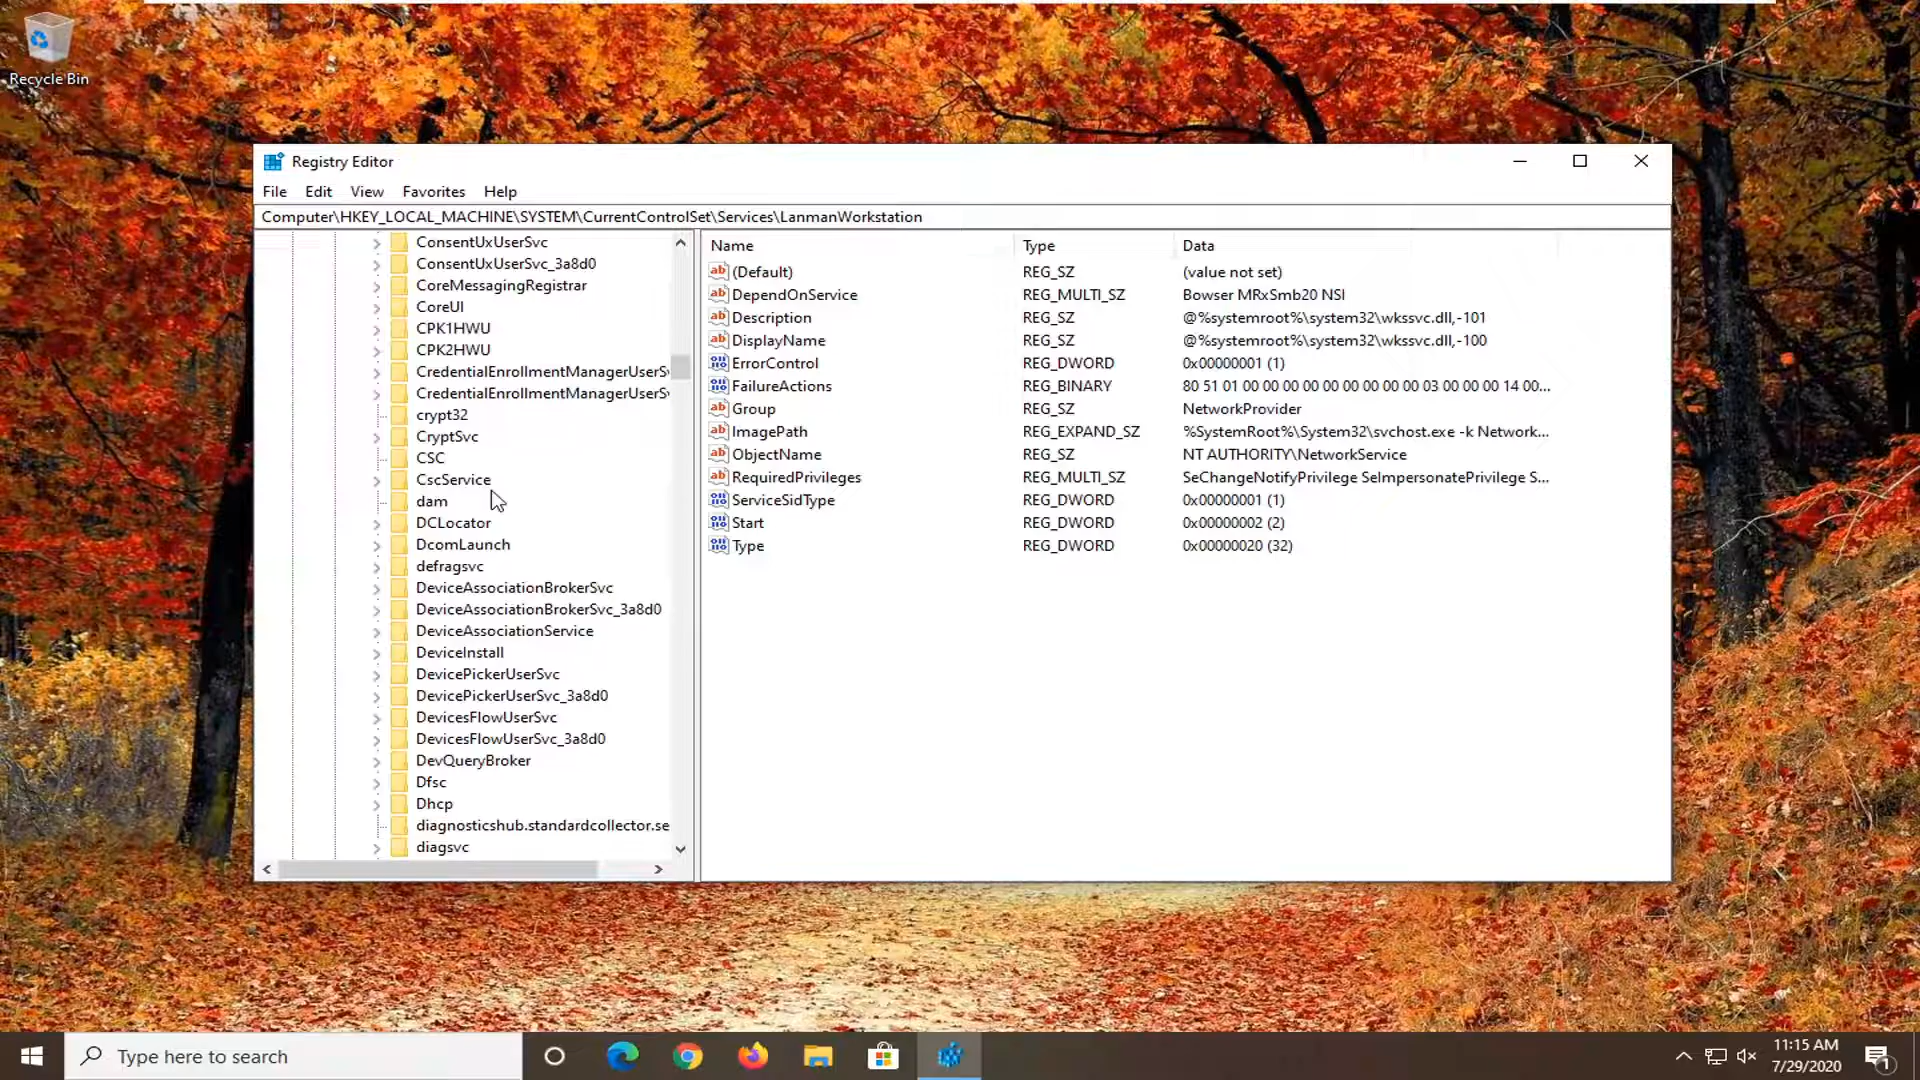 Recycle Bin
Registry Editor
File Edit View Favorites Help
Computer\HKEY_LOCAL_MACHINE\SYSTEM\CurrentControlSet\Services\LanmanWorkstation
ConsentUxUserSvc
ConsentUxUserSvc_3a8d0
CoreMessagingRegistrar
CoreUI
CPK1HWU
CPK2HWU
CredentialEnrollmentManagerUserS
CredentialEnrollmentManagerUserS
crypt32
CryptSvc
CSC
CscService
dam
DCLocator
DcomLaunch
defragsvc
DeviceAssociationBrokerSvc
DeviceAssociationBrokerSvc_3a8d0
DeviceAssociationService
DeviceInstall
DevicePickerUserSvc
DevicePickerUserSvc_3a8d0
DevicesFlowUserSvc
DevicesFlowUserSvc_3a8d0
DevQueryBroker
Dfsc
Dhcp
diagnosticshub.standardcollector.se
diagsvc
Name Type Data
(Default) REG_SZ (value not set)
DependOnService REG_MULTI_SZ Bowser MRxSmb20 NSI
Description REG_SZ @%systemroot%\system32\wkssvc.dll,-101
DisplayName REG_SZ @%systemroot%\system32\wkssvc.dll,-100
ErrorControl REG_DWORD 0x00000001 (1)
FailureActions REG_BINARY 80 51 01 00 00 00 00 00 00 00 00 00 03 00 00 00 14 00...
Group REG_SZ NetworkProvider
ImagePath REG_EXPAND_SZ %SystemRoot%\System32\svchost.exe -k Network...
ObjectName REG_SZ NT AUTHORITY\NetworkService
RequiredPrivileges REG_MULTI_SZ SeChangeNotifyPrivilege SeImpersonatePrivilege S...
ServiceSidType REG_DWORD 0x00000001 (1)
Start REG_DWORD 0x00000002 (2)
Type REG_DWORD 0x00000020 (32)
Type here to search
11:15 AM
7/29/2020
1